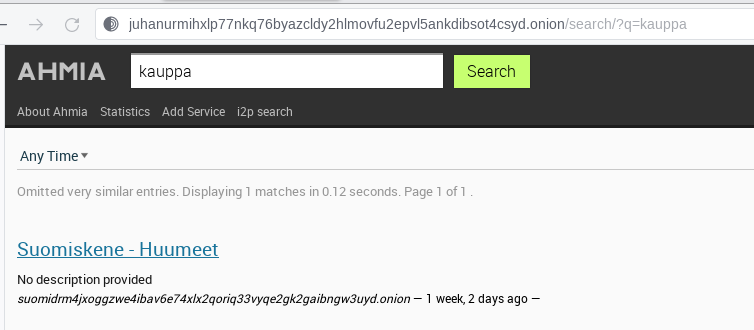 juhanurmihxlp77nkq76byazcldy2hlmovfu2epvl5ankdibsot4csyd.onion/search/?q=kauppa
AHMIA kauppa Search
About Ahmia Statistics Add Service i2p search
Any Time
Omitted very similar entries. Displaying 1 matches in 0.12 seconds. Page 1 of 1 .
Suomiskene - Huumeet
No description provided
suomidrm4jxoggzwe4ibav6e74xlx2qoriq33vyqe2gk2gaibngw3uyd.onion — 1 week, 2 days ago —